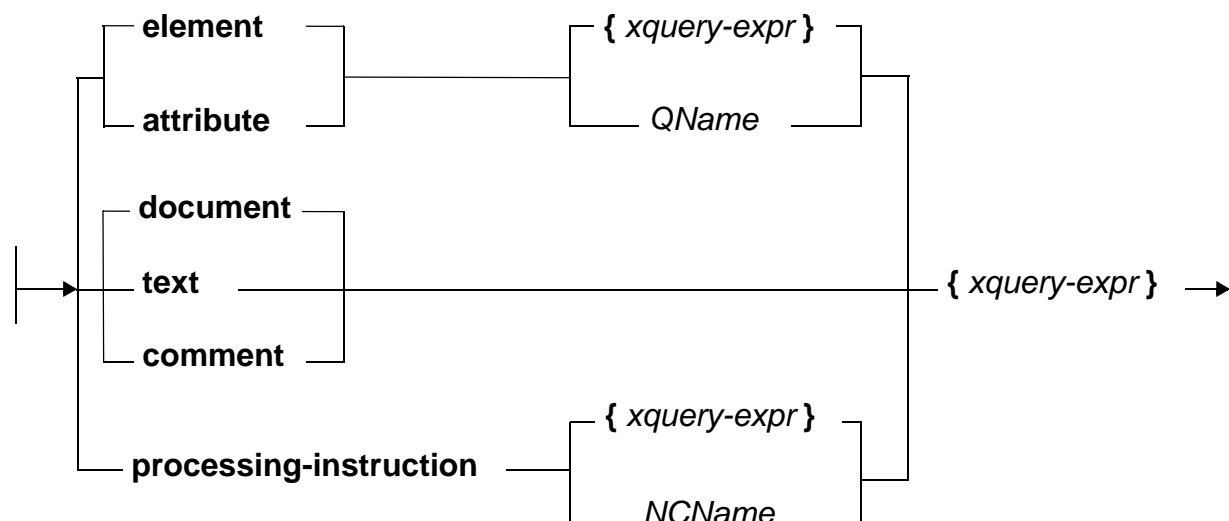 element { xquery-expr }
attribute QName
document
text { xquery-expr }
comment
{ xquery-expr }
processing-instruction
NCName